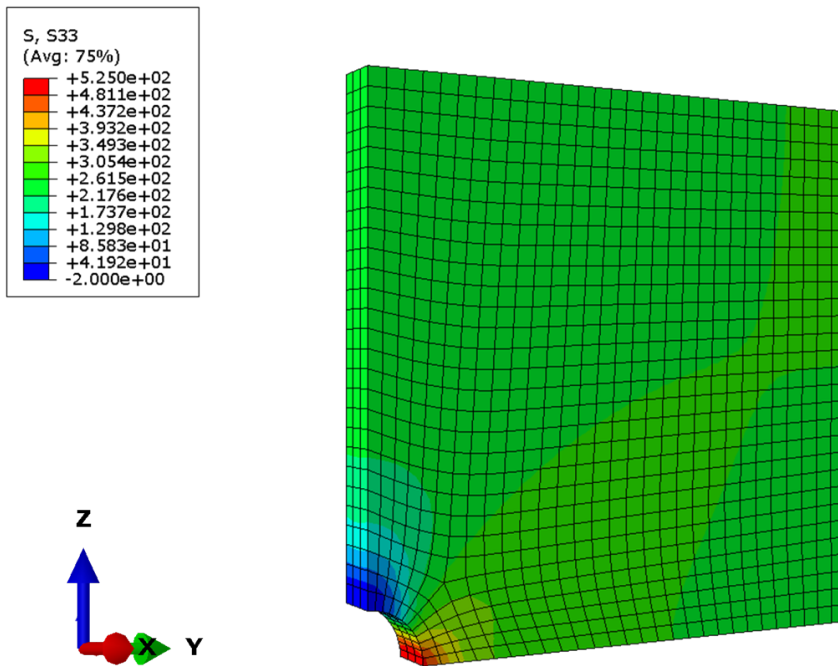 S, S33
(Avg: 75%)
+5.250e+02
+4.811e+02
+4.372e+02
+3.932e+02
+3.493e+02
+3.054e+02
+2.615e+02
+2.176e+02
+1.737e+02
+1.298e+02
+8.583e+01
+4.192e+01
-2.000e+00
Z
X Y